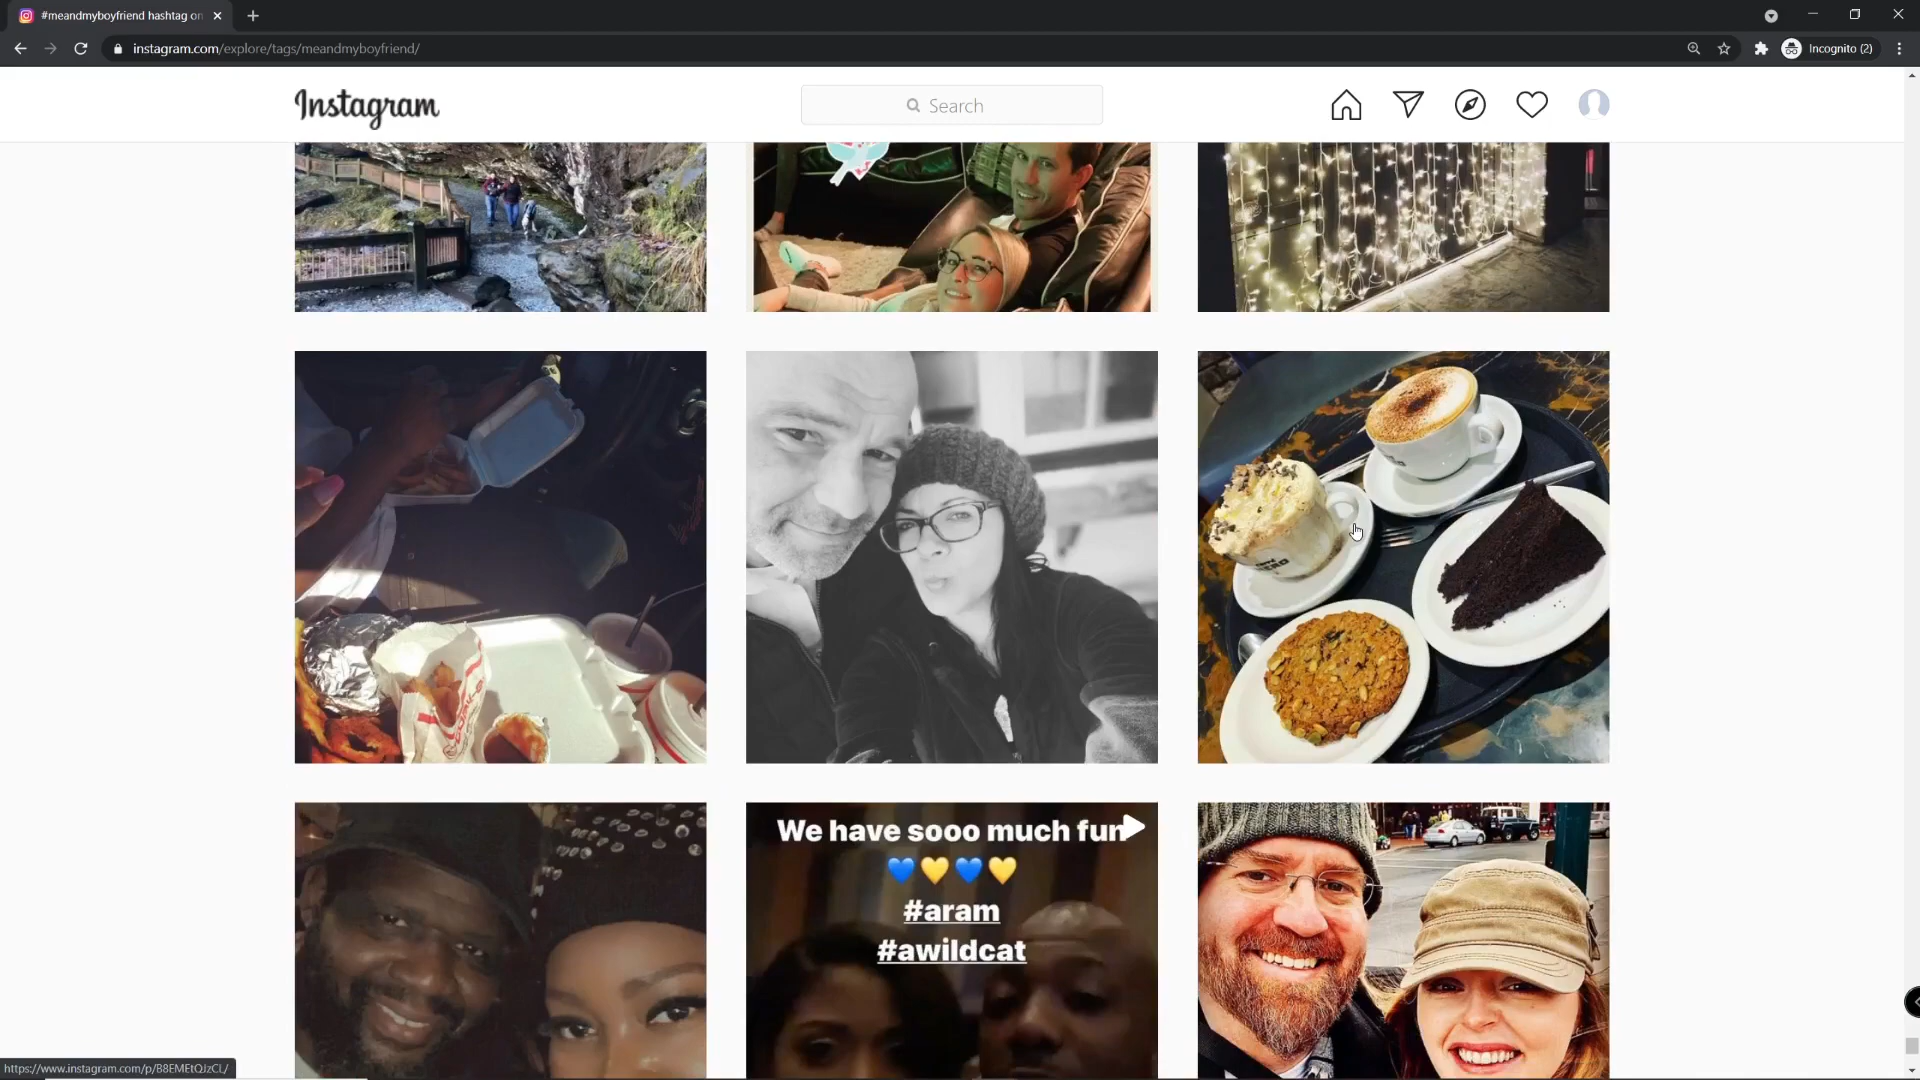 #meandmyboyfriend hashtag on
instagram.com/explore/tags/meandmyboyfriend/
Incognito (2)
Instagram
Search
We have sooo much fun
💙💛💙💛
#aram
#awildcat
https://www.instagram.com/p/B8EMEtQJzCL/